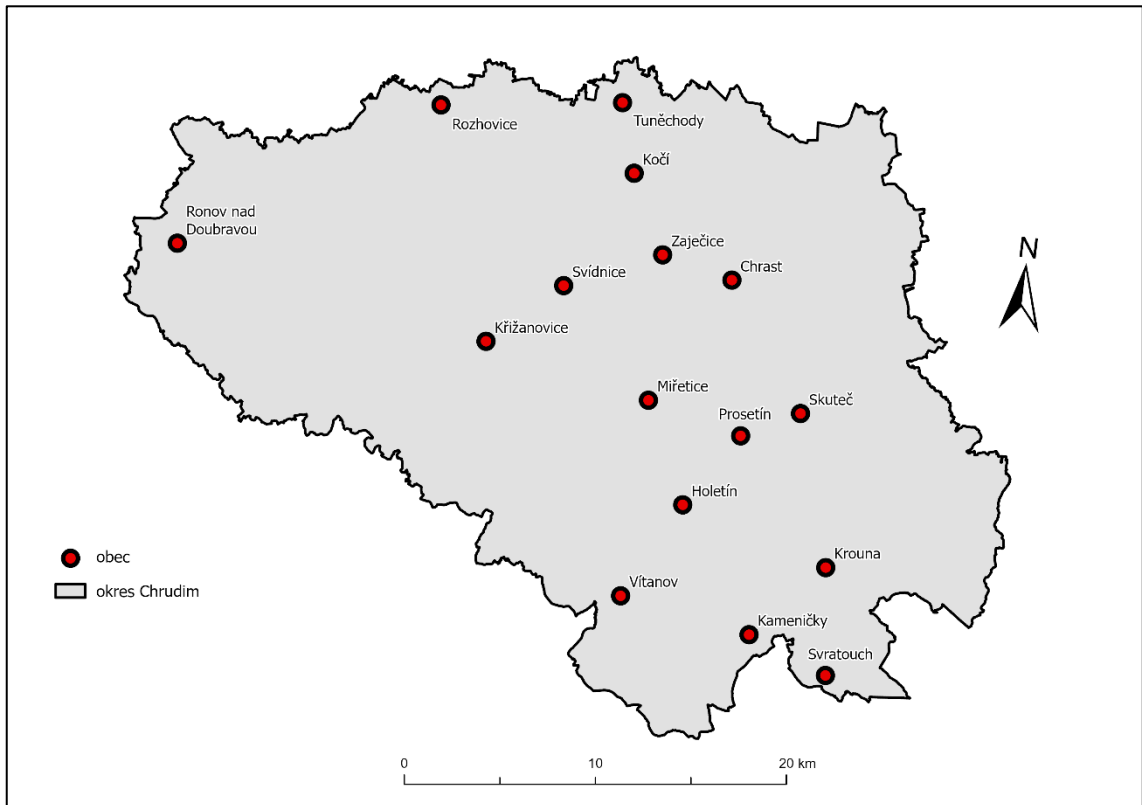 Rozhovice
Tuněchody
Kočí
Ronov nad
Doubravou
Zaječice
Chrast
Svídnice
N
Křižanovice
Miřetice
Skuteč
Prosetín
Holetín
obec
Krouna
okres Chrudim
Vítanov
Kameničky
Svratouch
0 10 20 km